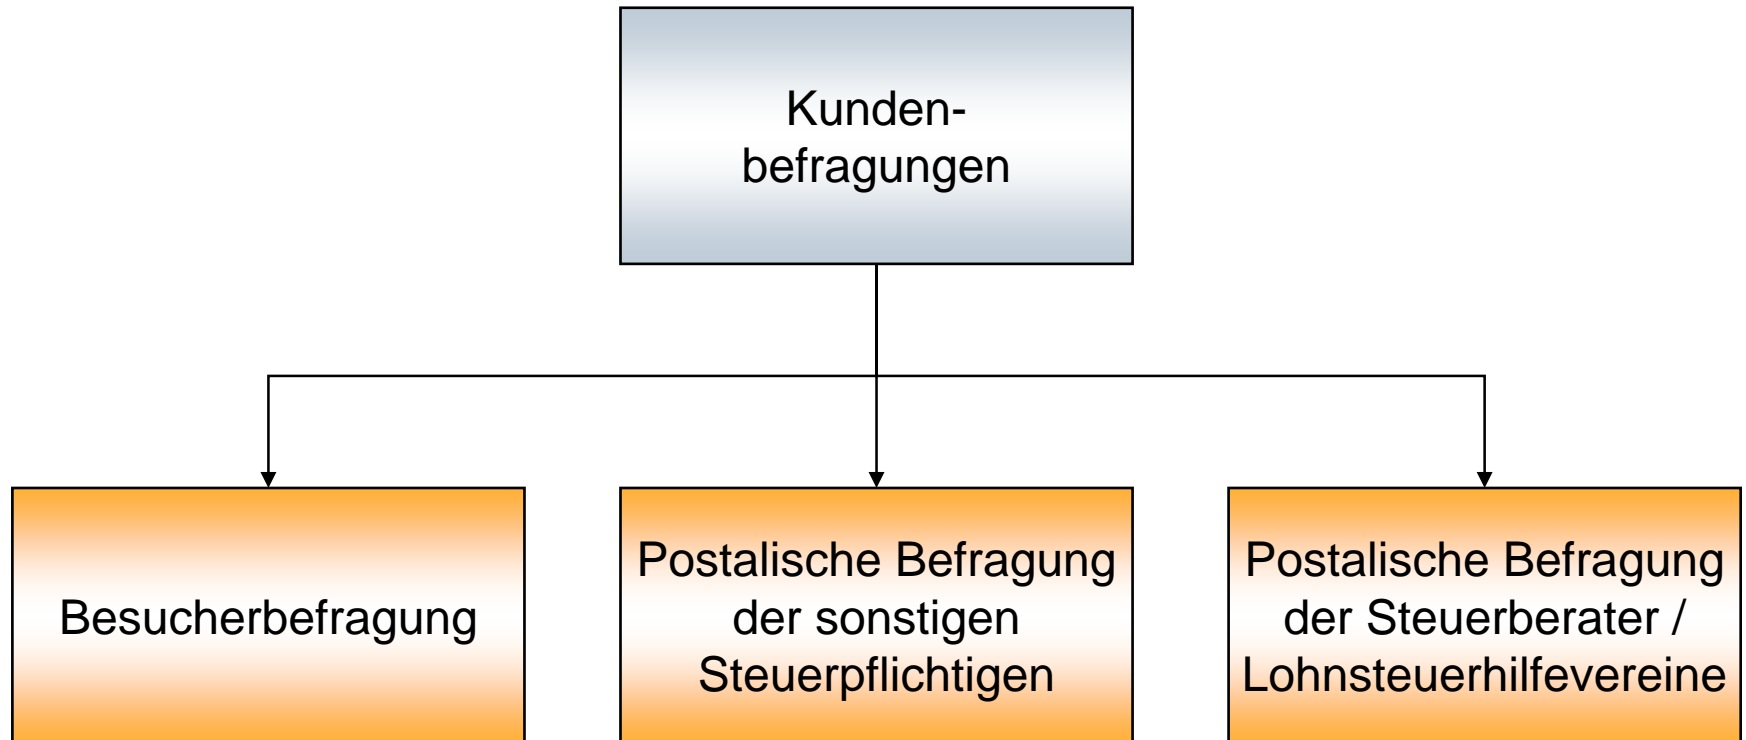 Kunden-
befragungen
Besucherbefragung
Postalische Befragung
der sonstigen
Steuerpflichtigen
Postalische Befragung
der Steuerberater /
Lohnsteuerhilfevereine